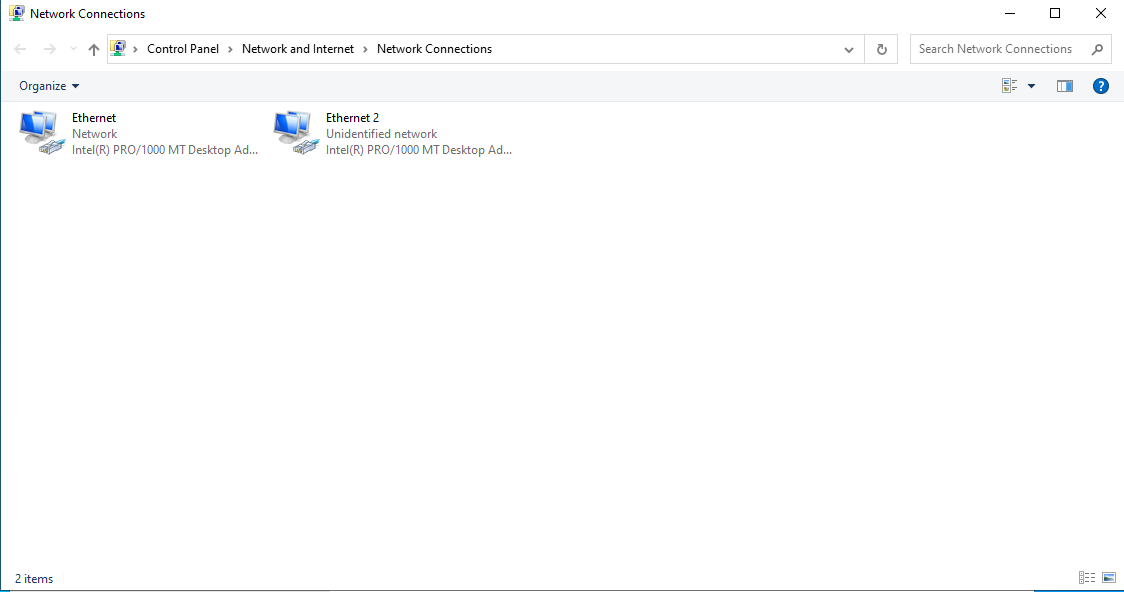 Network Connections
Control Panel › Network and Internet › Network Connections
Search Network Connections
Organize
?
Ethernet
Network
Intel(R) PRO/1000 MT Desktop Ad...
Ethernet 2
Unidentified network
Intel(R) PRO/1000 MT Desktop Ad...
2 items